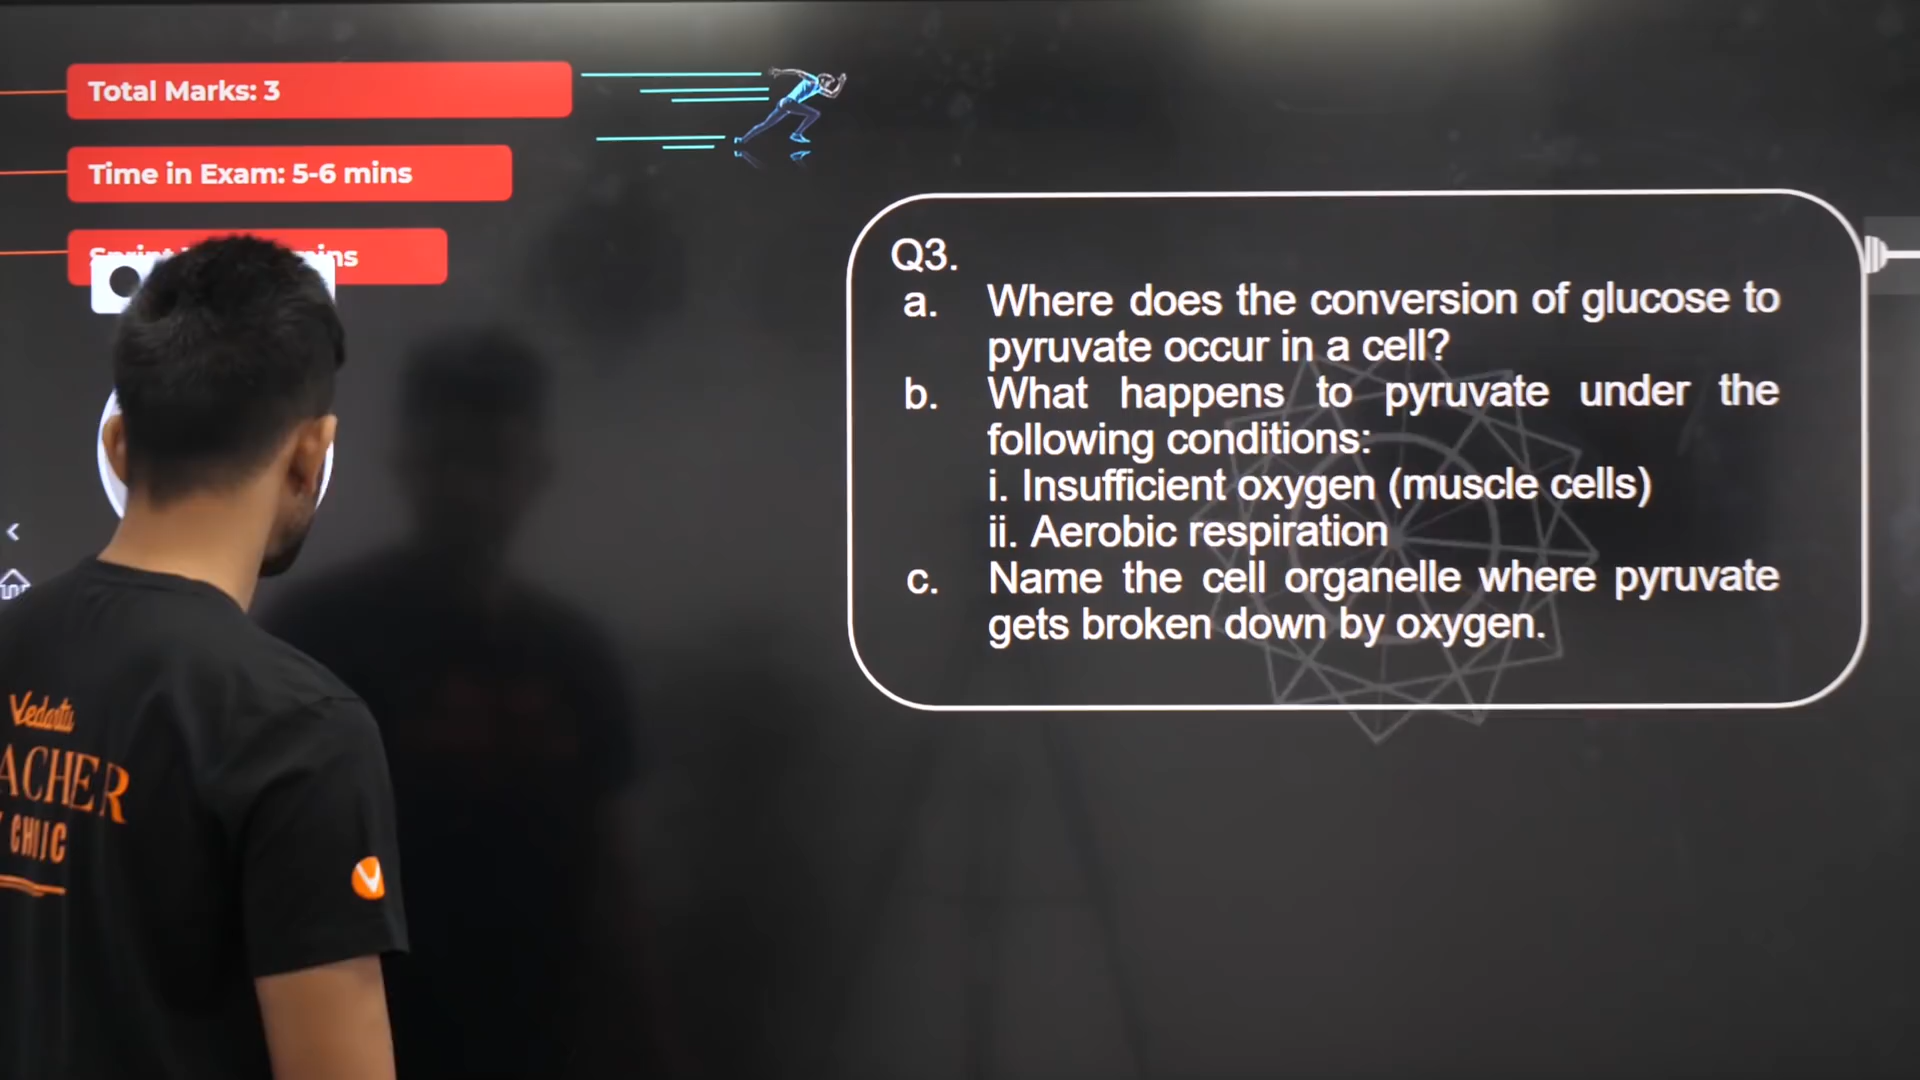 Total Marks: 3
Time in Exam: 5-6 mins
Q3.
a. Where does the conversion of glucose to
pyruvate occur in a cell?
b. What happens to pyruvate under the
following conditions:
i. Insufficient oxygen (muscle cells)
ii. Aerobic respiration
c. Name the cell organelle where pyruvate
gets broken down by oxygen.
Vedantu